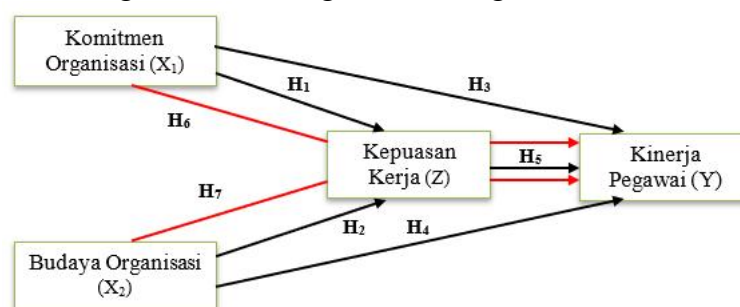 Komitmen
Organisasi (X₁)
H₁
H₃
H₆
Kepuasan
Kerja (Z)
H₅
Kinerja
Pegawai (Y)
H₇
H₂
H₄
Budaya Organisasi
(X₂)